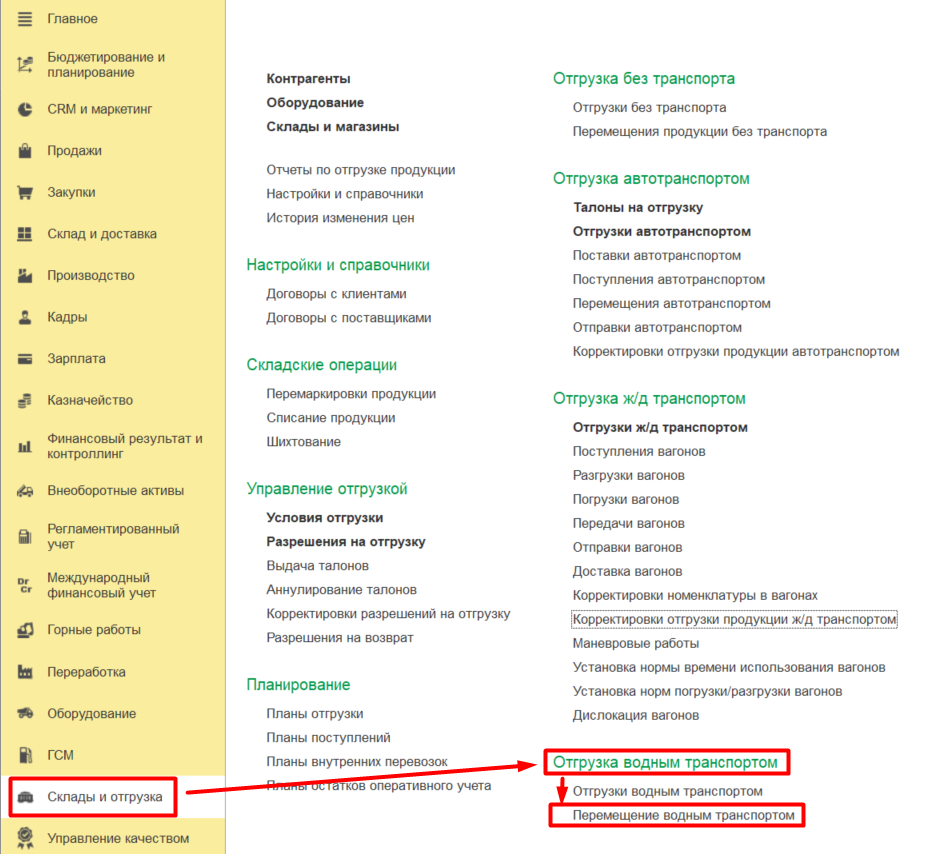 Главное
Бюджетирование и
планирование
CRM и маркетинг
Продажи
Закупки
Склад и доставка
Производство
Кадры
Зарплата
Казначейство
Финансовый результат и
контроллинг
Внеоборотные активы
Регламентированный
учет
Dr
Cr
Международный
финансовый учет
Горные работы
Переработка
Оборудование
ГСМ
Склады и отгрузка
Управление качеством
Контрагенты
Оборудование
Склады и магазины
Отчеты по отгрузке продукции
Настройки и справочники
История изменения цен
Настройки и справочники
Договоры с клиентами
Договоры с поставщиками
Складские операции
Перемаркировки продукции
Списание продукции
Шихтование
Управление отгрузкой
Условия отгрузки
Разрешения на отгрузку
Выдача талонов
Аннулирование талонов
Корректировки разрешений на отгрузку
Разрешения на возврат
Планирование
Планы отгрузки
Планы поступлений
Планы внутренних перевозок
Планы остатков оперативного учета
Отгрузка без транспорта
Отгрузки без транспорта
Перемещения продукции без транспорта
Отгрузка автотранспортом
Талоны на отгрузку
Отгрузки автотранспортом
Поставки автотранспортом
Поступления автотранспортом
Перемещения автотранспортом
Отправки автотранспортом
Корректировки отгрузки продукции автотранспортом
Отгрузка ж/д транспортом
Отгрузки ж/д транспортом
Поступления вагонов
Разгрузки вагонов
Погрузки вагонов
Передачи вагонов
Отправки вагонов
Доставка вагонов
Корректировки номенклатуры в вагонах
Корректировки отгрузки продукции ж/д транспортом
Маневровые работы
Установка нормы времени использования вагонов
Установка норм погрузки/разгрузки вагонов
Дислокация вагонов
Отгрузка водным транспортом
Отгрузки водным транспортом
Перемещение водным транспортом